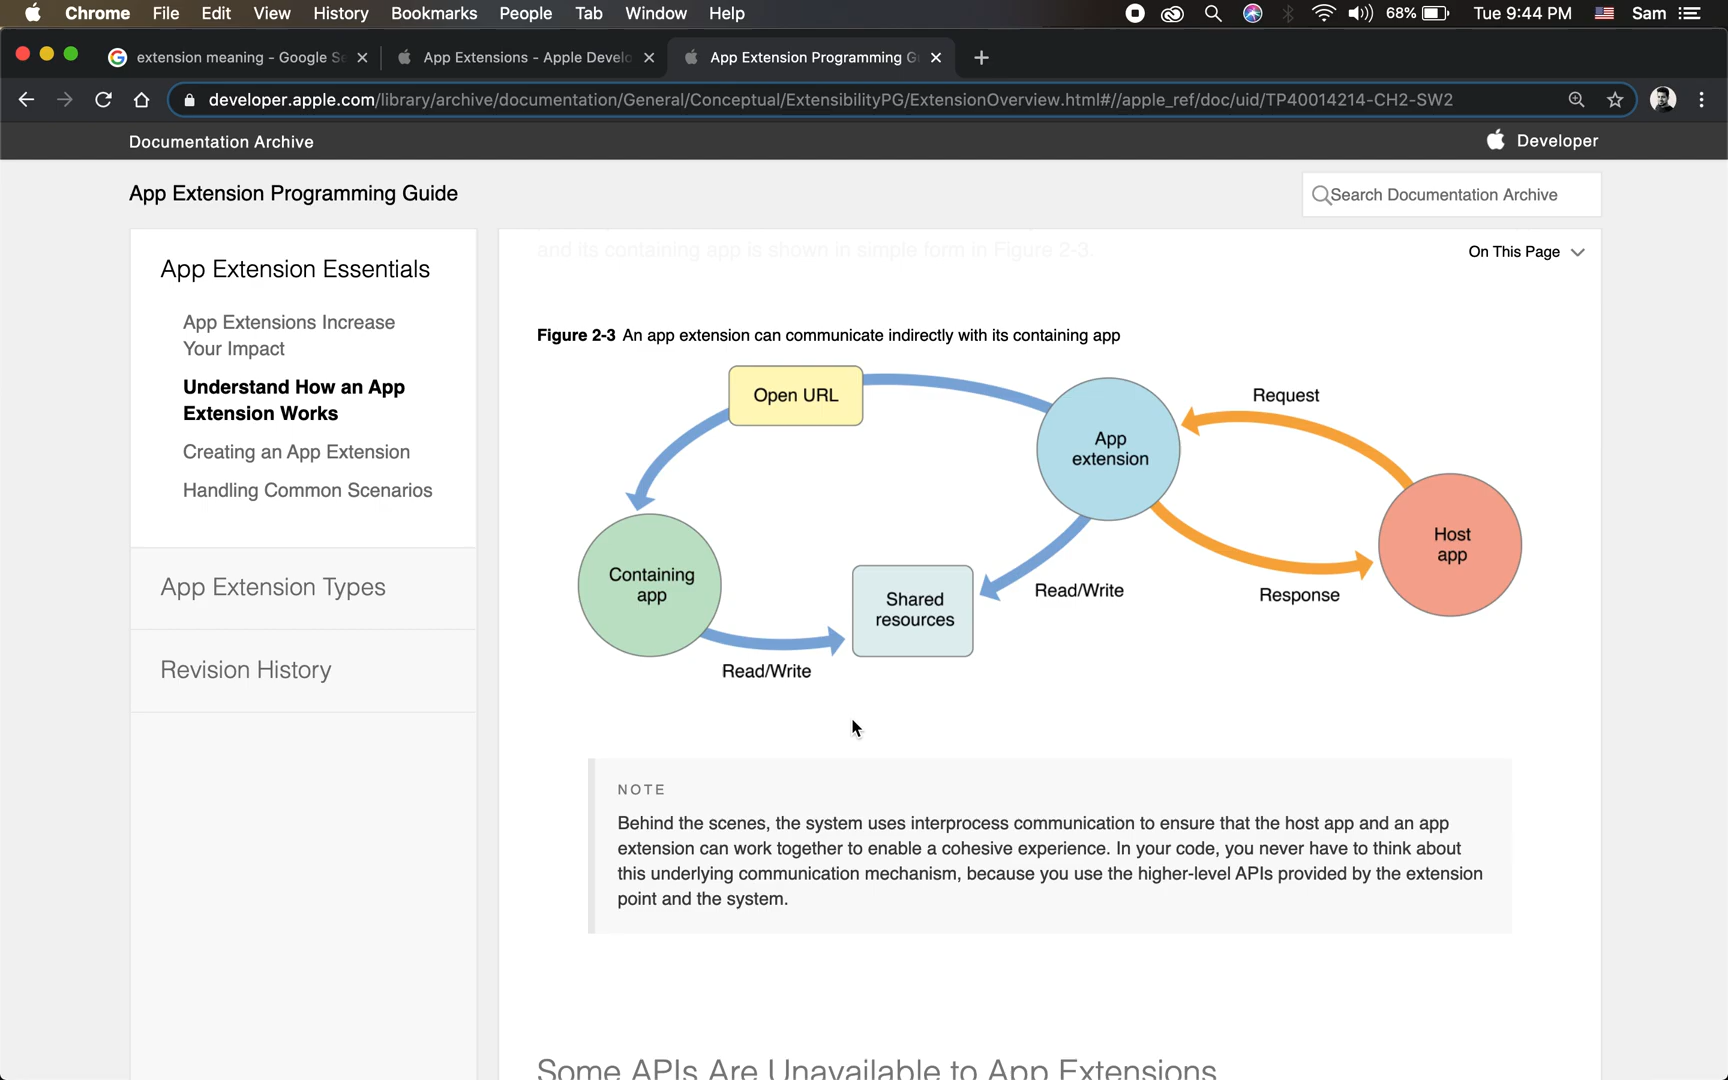 Chrome File Edit View History Bookmarks People Tab Window Help 68% Tue 9:44 PM Sam
extension meaning - Google Se App Extensions - Apple Develo App Extension Programming G
developer.apple.com/library/archive/documentation/General/Conceptual/ExtensibilityPG/ExtensionOverview.html#//apple_ref/doc/uid/TP40014214-CH2-SW2
Documentation Archive Developer
App Extension Programming Guide Search Documentation Archive
App Extension Essentials
App Extensions Increase
Your Impact
Understand How an App
Extension Works
Creating an App Extension
Handling Common Scenarios
App Extension Types
Revision History
and its containing app is shown in simple form in Figure 2-3.
On This Page
Figure 2-3 An app extension can communicate indirectly with its containing app
Open URL
App
extension
Request
Host
app
Containing
app
Shared
resources
Read/Write
Response
Read/Write
NOTE
Behind the scenes, the system uses interprocess communication to ensure that the host app and an app
extension can work together to enable a cohesive experience. In your code, you never have to think about
this underlying communication mechanism, because you use the higher-level APIs provided by the extension
point and the system.
Some APIs Are Unavailable to App Extensions